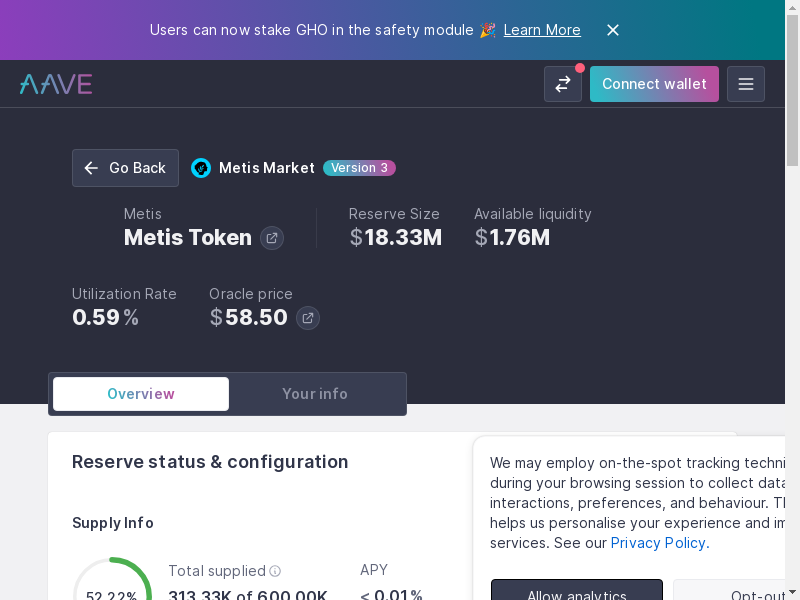 Users can now stake GHO in the safety module 🎉 Learn More
AAVE
Connect wallet
Go Back
Metis Market
Version 3
Metis
Metis Token
Reserve Size
$18.33M
Available liquidity
$1.76M
Utilization Rate
0.59%
Oracle price
$58.50
Overview
Your info
Reserve status & configuration
Supply Info
52.22%
Total supplied
313.33K of 600.00K
APY
< 0.01%
We may employ on-the-spot tracking techni
during your browsing session to collect data
interactions, preferences, and behaviour. Th
helps us personalise your experience and im
services. See our Privacy Policy.
Allow analytics
Opt-out